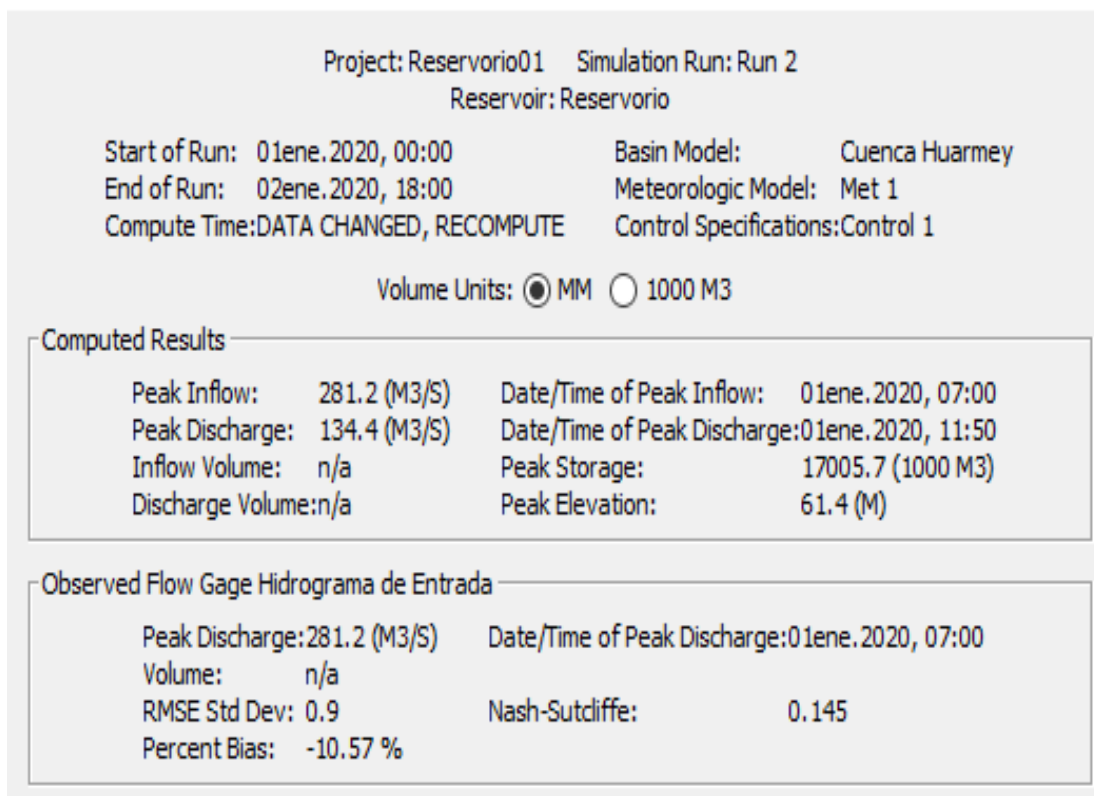 Project: Reservorio01 Simulation Run: Run 2
Reservoir: Reservorio
Start of Run: 01ene.2020, 00:00 Basin Model: Cuenca Huarmey
End of Run: 02ene.2020, 18:00 Meteorologic Model: Met 1
Compute Time:DATA CHANGED, RECOMPUTE Control Specifications:Control 1
Volume Units: MM 1000 M3
Computed Results
Peak Inflow: 281.2 (M3/S) Date/Time of Peak Inflow: 01ene.2020, 07:00
Peak Discharge: 134.4 (M3/S) Date/Time of Peak Discharge:01ene.2020, 11:50
Inflow Volume: n/a Peak Storage: 17005.7 (1000 M3)
Discharge Volume:n/a Peak Elevation: 61.4 (M)
Observed Flow Gage Hidrograma de Entrada
Peak Discharge:281.2 (M3/S) Date/Time of Peak Discharge:01ene.2020, 07:00
Volume: n/a
RMSE Std Dev: 0.9 Nash-Sutcliffe: 0.145
Percent Bias: -10.57 %